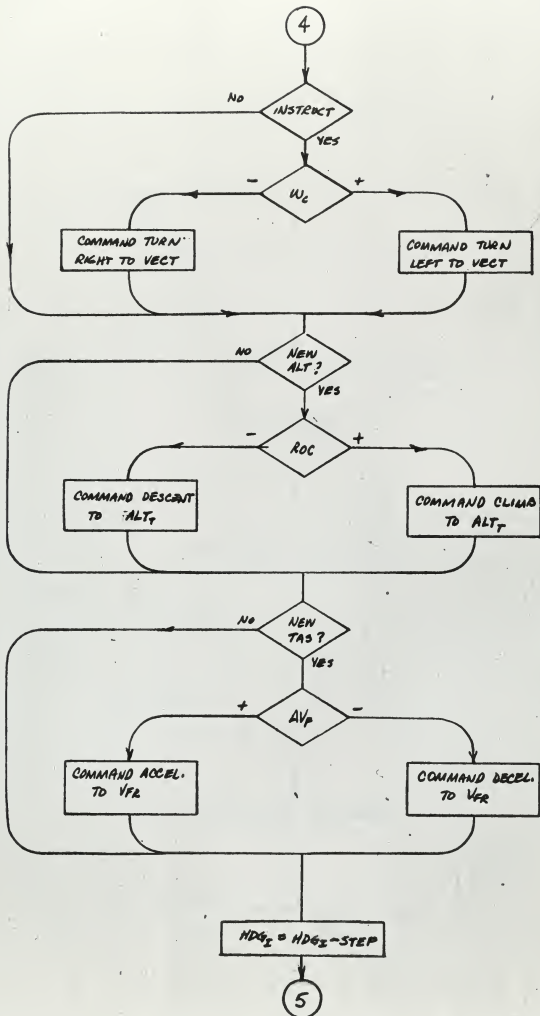 4
NO
INSTRUCT
YES
-
ωc
+
COMMAND TURN
RIGHT TO VECT
COMMAND TURN
LEFT TO VECT
NO
NEW
ALT?
YES
-
ROC
+
COMMAND DESCENT
TO ALT_T
COMMAND CLIMB
TO ALT_T
NO
NEW
TAS?
YES
+
ΔV_F
-
COMMAND ACCEL.
TO V_FR
COMMAND DECEL.
TO V_FR
HDG_I = HDG_I-STEP
5